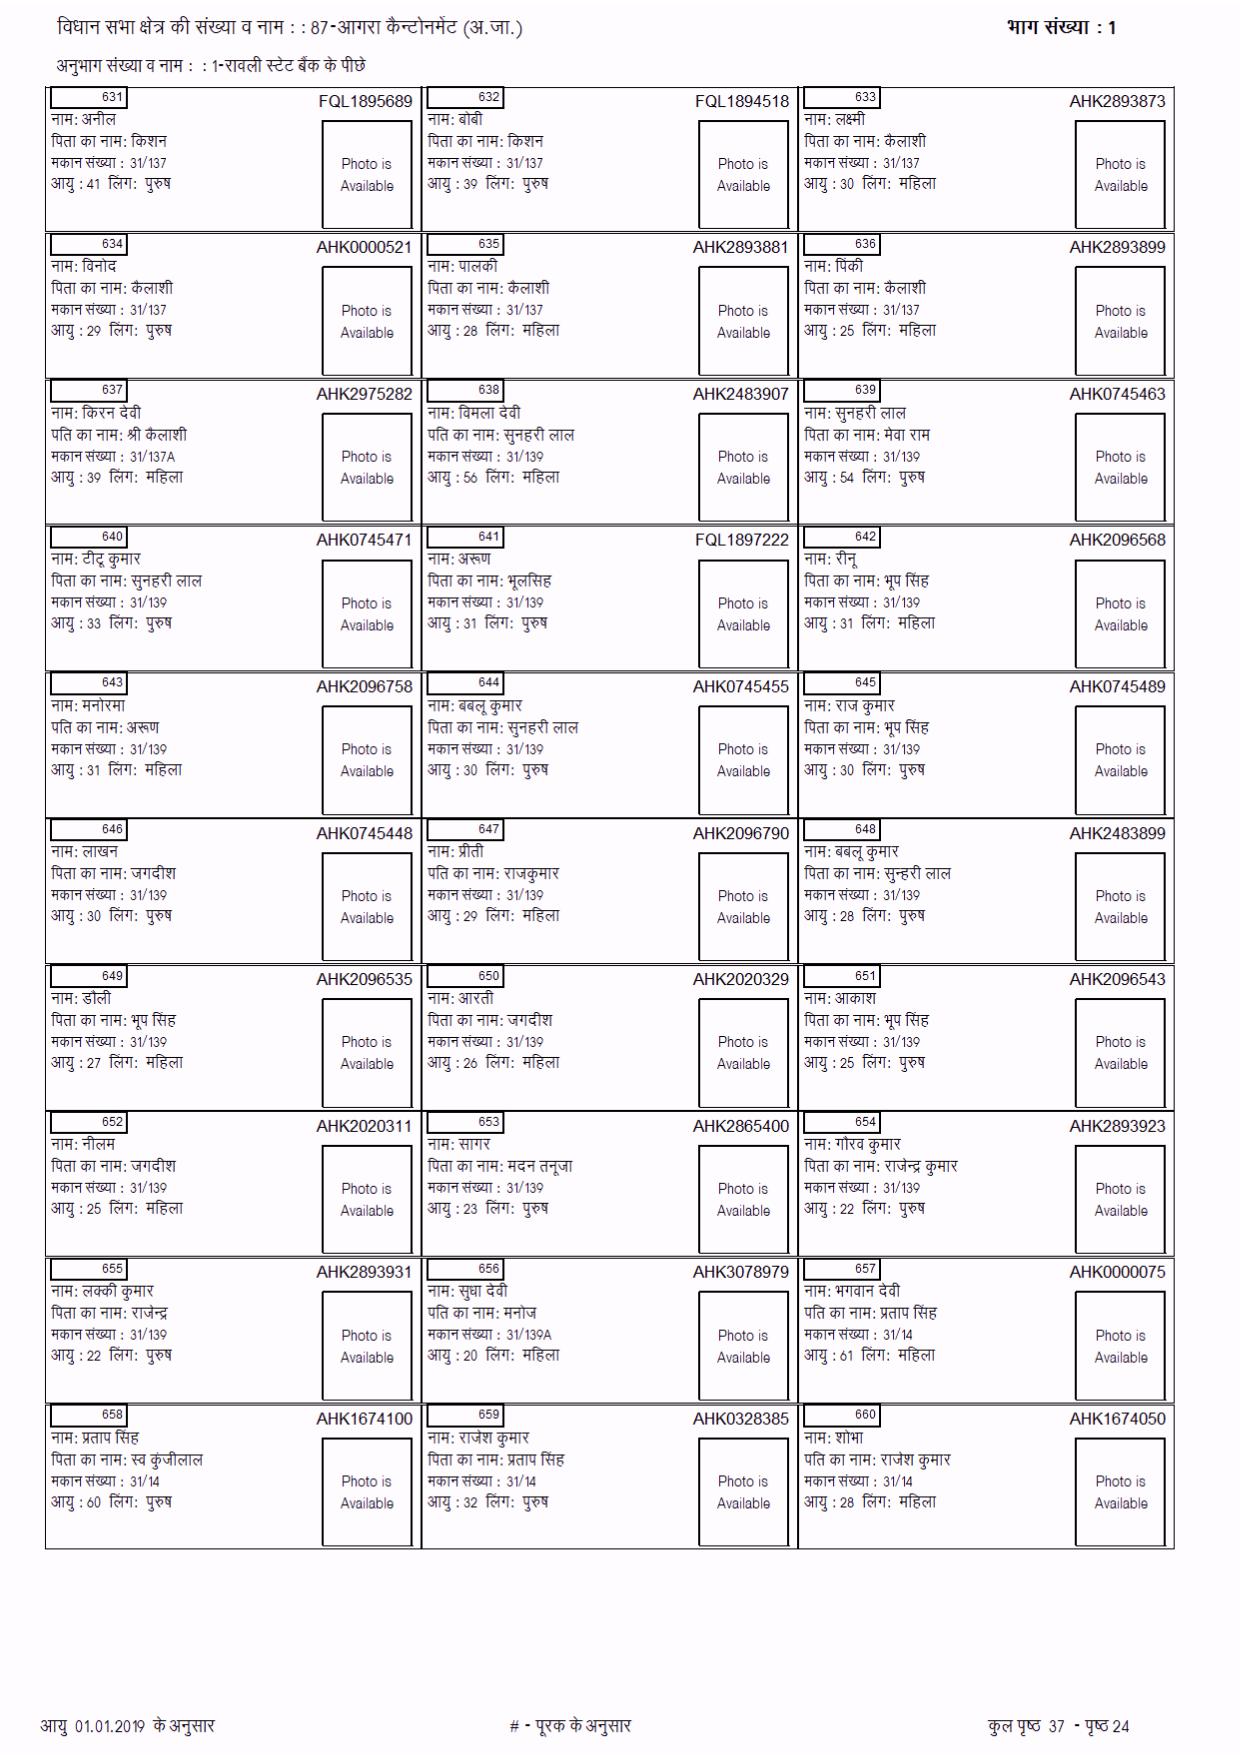 विधान सभा क्षेत्र की संख्या व नाम : : 87-आगरा कैन्टोनमेंट (अ.जा.)
भाग संख्या : 1
अनुभाग संख्या व नाम : : 1-रावली स्टेट बैंक के पीछे
631 FQL1895689
नाम: अनील
पिता का नाम: किशन
मकान संख्या : 31/137
आयु : 41 लिंग: पुरुष
Photo is
Available
632 FQL1894518
नाम: बोबी
पिता का नाम: किशन
मकान संख्या : 31/137
आयु : 39 लिंग: पुरुष
Photo is
Available
633 AHK2893873
नाम: लक्ष्मी
पिता का नाम: कैलाशी
मकान संख्या : 31/137
आयु : 30 लिंग: महिला
Photo is
Available
634 AHK0000521
नाम: विनोद
पिता का नाम: कैलाशी
मकान संख्या : 31/137
आयु : 29 लिंग: पुरुष
Photo is
Available
635 AHK2893881
नाम: पालकी
पिता का नाम: कैलाशी
मकान संख्या : 31/137
आयु : 28 लिंग: महिला
Photo is
Available
636 AHK2893899
नाम: पिंकी
पिता का नाम: कैलाशी
मकान संख्या : 31/137
आयु : 25 लिंग: महिला
Photo is
Available
637 AHK2975282
नाम: किरन देवी
पति का नाम: श्री कैलाशी
मकान संख्या : 31/137A
आयु : 39 लिंग: महिला
Photo is
Available
638 AHK2483907
नाम: विमला देवी
पति का नाम: सुनहरी लाल
मकान संख्या : 31/139
आयु : 56 लिंग: महिला
Photo is
Available
639 AHK0745463
नाम: सुनहरी लाल
पिता का नाम: मेवा राम
मकान संख्या : 31/139
आयु : 54 लिंग: पुरुष
Photo is
Available
640 AHK0745471
नाम: टीटू कुमार
पिता का नाम: सुनहरी लाल
मकान संख्या : 31/139
आयु : 33 लिंग: पुरुष
Photo is
Available
641 FQL1897222
नाम: अरूण
पिता का नाम: भूलसिह
मकान संख्या : 31/139
आयु : 31 लिंग: पुरुष
Photo is
Available
642 AHK2096568
नाम: रीनू
पिता का नाम: भूप सिंह
मकान संख्या : 31/139
आयु : 31 लिंग: महिला
Photo is
Available
643 AHK2096758
नाम: मनोरमा
पति का नाम: अरूण
मकान संख्या : 31/139
आयु : 31 लिंग: महिला
Photo is
Available
644 AHK0745455
नाम: बबलू कुमार
पिता का नाम: सुनहरी लाल
मकान संख्या : 31/139
आयु : 30 लिंग: पुरुष
Photo is
Available
645 AHK0745489
नाम: राज कुमार
पिता का नाम: भूप सिंह
मकान संख्या : 31/139
आयु : 30 लिंग: पुरुष
Photo is
Available
646 AHK0745448
नाम: लाखन
पिता का नाम: जगदीश
मकान संख्या : 31/139
आयु : 30 लिंग: पुरुष
Photo is
Available
647 AHK2096790
नाम: प्रीती
पति का नाम: राजकुमार
मकान संख्या : 31/139
आयु : 29 लिंग: महिला
Photo is
Available
648 AHK2483899
नाम: बबलू कुमार
पिता का नाम: सुन्हरी लाल
मकान संख्या : 31/139
आयु : 28 लिंग: पुरुष
Photo is
Available
649 AHK2096535
नाम: डौली
पिता का नाम: भूप सिंह
मकान संख्या : 31/139
आयु : 27 लिंग: महिला
Photo is
Available
650 AHK2020329
नाम: आरती
पिता का नाम: जगदीश
मकान संख्या : 31/139
आयु : 26 लिंग: महिला
Photo is
Available
651 AHK2096543
नाम: आकाश
पिता का नाम: भूप सिंह
मकान संख्या : 31/139
आयु : 25 लिंग: पुरुष
Photo is
Available
652 AHK2020311
नाम: नीलम
पिता का नाम: जगदीश
मकान संख्या : 31/139
आयु : 25 लिंग: महिला
Photo is
Available
653 AHK2865400
नाम: सागर
पिता का नाम: मदन तनूजा
मकान संख्या : 31/139
आयु : 23 लिंग: पुरुष
Photo is
Available
654 AHK2893923
नाम: गौरव कुमार
पिता का नाम: राजेन्द्र कुमार
मकान संख्या : 31/139
आयु : 22 लिंग: पुरुष
Photo is
Available
655 AHK2893931
नाम: लक्की कुमार
पिता का नाम: राजेन्द्र
मकान संख्या : 31/139
आयु : 22 लिंग: पुरुष
Photo is
Available
656 AHK3078979
नाम: सुधा देवी
पति का नाम: मनोज
मकान संख्या : 31/139A
आयु : 20 लिंग: महिला
Photo is
Available
657 AHK0000075
नाम: भगवान देवी
पति का नाम: प्रताप सिंह
मकान संख्या : 31/14
आयु : 61 लिंग: महिला
Photo is
Available
658 AHK1674100
नाम: प्रताप सिंह
पिता का नाम: स्व कुंजीलाल
मकान संख्या : 31/14
आयु : 60 लिंग: पुरुष
Photo is
Available
659 AHK0328385
नाम: राजेश कुमार
पिता का नाम: प्रताप सिंह
मकान संख्या : 31/14
आयु : 32 लिंग: पुरुष
Photo is
Available
660 AHK1674050
नाम: शोभा
पति का नाम: राजेश कुमार
मकान संख्या : 31/14
आयु : 28 लिंग: महिला
Photo is
Available
आयु 01.01.2019 के अनुसार
# - पूरक के अनुसार
कुल पृष्ठ 37 - पृष्ठ 24